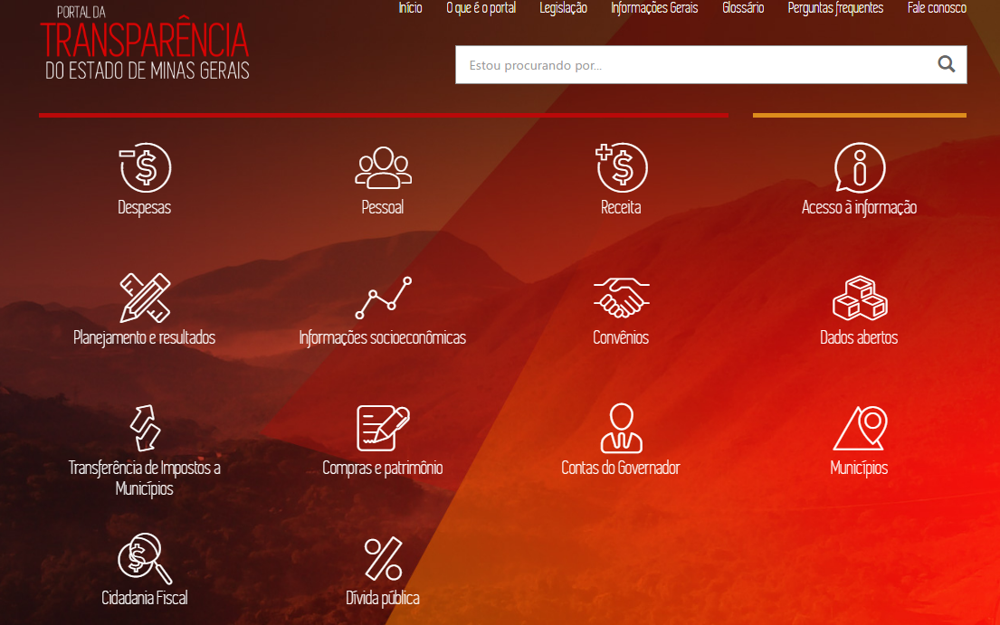 PORTAL DA
TRANSPARÊNCIA
DO ESTADO DE MINAS GERAIS
Início O que é o portal Legislação Informações Gerais Glossário Perguntas frequentes Fale conosco
Estou procurando por...
Despesas
Pessoal
Receita
Acesso à informação
Planejamento e resultados
Informações socioeconômicas
Convênios
Dados abertos
Transferência de Impostos a
Municípios
Compras e patrimônio
Contas do Governador
Municípios
Cidadania Fiscal
Dívida pública